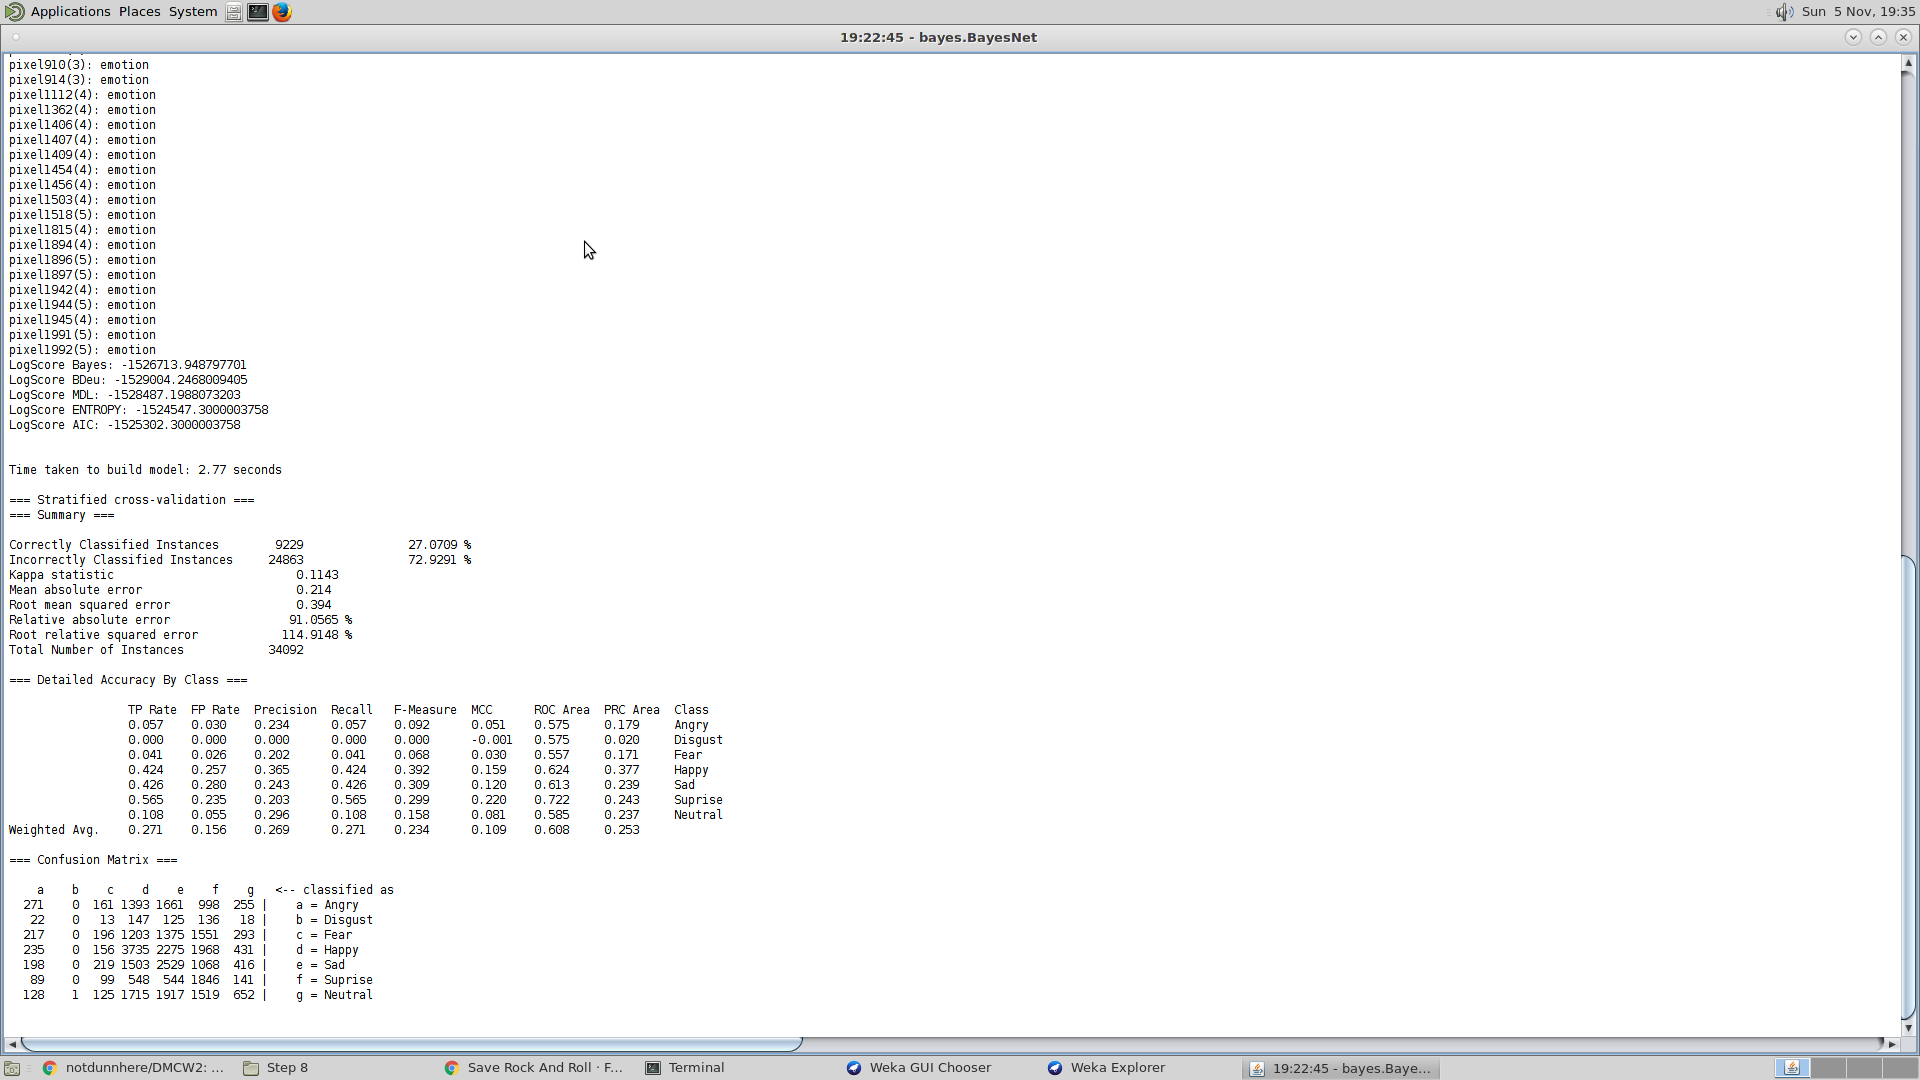 Applications Places System Sun 5 Nov, 19:35
19:22:45 - bayes.BayesNet
pixel910(3): emotion
pixel914(3): emotion
pixel1112(4): emotion
pixel1362(4): emotion
pixel1406(4): emotion
pixel1407(4): emotion
pixel1409(4): emotion
pixel1454(4): emotion
pixel1456(4): emotion
pixel1503(4): emotion
pixel1518(5): emotion
pixel1815(4): emotion
pixel1894(4): emotion
pixel1896(5): emotion
pixel1897(5): emotion
pixel1942(4): emotion
pixel1944(5): emotion
pixel1945(4): emotion
pixel1991(5): emotion
pixel1992(5): emotion
LogScore Bayes: -1526713.948797701
LogScore BDeu: -1529004.2468009405
LogScore MDL: -1528487.1988073203
LogScore ENTROPY: -1524547.3000003758
LogScore AIC: -1525302.3000003758
Time taken to build model: 2.77 seconds
=== Stratified cross-validation ===
=== Summary ===
Correctly Classified Instances 9229 27.0709 %
Incorrectly Classified Instances 24863 72.9291 %
Kappa statistic 0.1143
Mean absolute error 0.214
Root mean squared error 0.394
Relative absolute error 91.0565 %
Root relative squared error 114.9148 %
Total Number of Instances 34092
=== Detailed Accuracy By Class ===
TP Rate FP Rate Precision Recall F-Measure MCC ROC Area PRC Area Class
0.057 0.030 0.234 0.057 0.092 0.051 0.575 0.179 Angry
0.000 0.000 0.000 0.000 0.000 -0.001 0.575 0.020 Disgust
0.041 0.026 0.202 0.041 0.068 0.030 0.557 0.171 Fear
0.424 0.257 0.365 0.424 0.392 0.159 0.624 0.377 Happy
0.426 0.280 0.243 0.426 0.309 0.120 0.613 0.239 Sad
0.565 0.235 0.203 0.565 0.299 0.220 0.722 0.243 Suprise
0.108 0.055 0.296 0.108 0.158 0.081 0.585 0.237 Neutral
Weighted Avg. 0.271 0.156 0.269 0.271 0.234 0.109 0.608 0.253
=== Confusion Matrix ===
a b c d e f g <-- classified as
271 0 161 1393 1661 998 255 | a = Angry
22 0 13 147 125 136 18 | b = Disgust
217 0 196 1203 1375 1551 293 | c = Fear
235 0 156 3735 2275 1968 431 | d = Happy
198 0 219 1503 2529 1068 416 | e = Sad
89 0 99 548 544 1846 141 | f = Suprise
128 1 125 1715 1917 1519 652 | g = Neutral
notdunnhere/DMCW2: ... Step 8 Save Rock And Roll · F... Terminal Weka GUI Chooser Weka Explorer 19:22:45 - bayes.Baye...